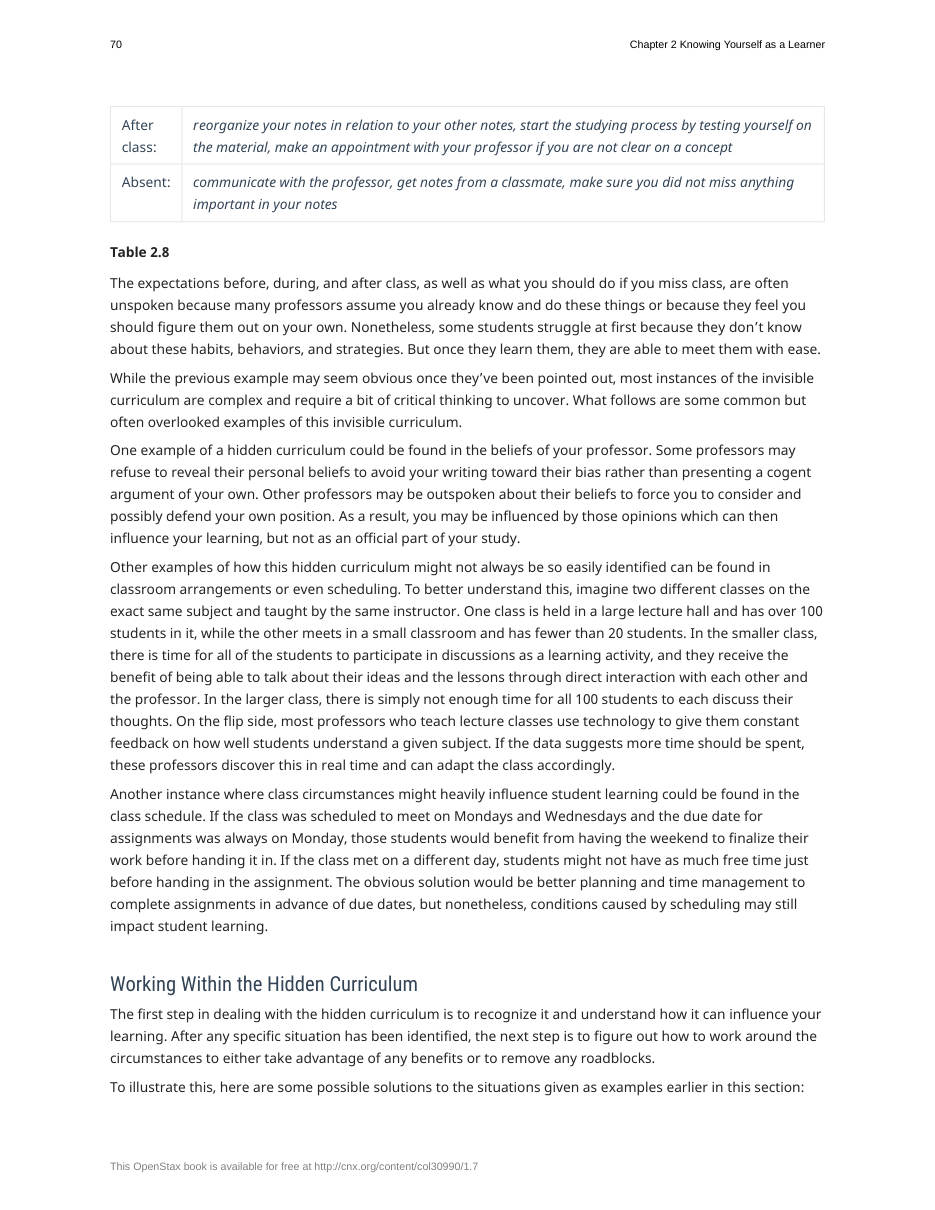 70
Chapter 2 Knowing Yourself as a Learner
After
class:
reorganize your notes in relation to your other notes, start the studying process by testing yourself on
the material, make an appointment with your professor if you are not clear on a concept
Absent:
communicate with the professor, get notes from a classmate, make sure you did not miss anything
important in your notes
Table 2.8
The expectations before, during, and after class, as well as what you should do if you miss class, are often
unspoken because many professors assume you already know and do these things or because they feel you
should figure them out on your own. Nonetheless, some students struggle at first because they don’t know
about these habits, behaviors, and strategies. But once they learn them, they are able to meet them with ease.
While the previous example may seem obvious once they’ve been pointed out, most instances of the invisible
curriculum are complex and require a bit of critical thinking to uncover. What follows are some common but
often overlooked examples of this invisible curriculum.
One example of a hidden curriculum could be found in the beliefs of your professor. Some professors may
refuse to reveal their personal beliefs to avoid your writing toward their bias rather than presenting a cogent
argument of your own. Other professors may be outspoken about their beliefs to force you to consider and
possibly defend your own position. As a result, you may be influenced by those opinions which can then
influence your learning, but not as an official part of your study.
Other examples of how this hidden curriculum might not always be so easily identified can be found in
classroom arrangements or even scheduling. To better understand this, imagine two different classes on the
exact same subject and taught by the same instructor. One class is held in a large lecture hall and has over 100
students in it, while the other meets in a small classroom and has fewer than 20 students. In the smaller class,
there is time for all of the students to participate in discussions as a learning activity, and they receive the
benefit of being able to talk about their ideas and the lessons through direct interaction with each other and
the professor. In the larger class, there is simply not enough time for all 100 students to each discuss their
thoughts. On the flip side, most professors who teach lecture classes use technology to give them constant
feedback on how well students understand a given subject. If the data suggests more time should be spent,
these professors discover this in real time and can adapt the class accordingly.
Another instance where class circumstances might heavily influence student learning could be found in the
class schedule. If the class was scheduled to meet on Mondays and Wednesdays and the due date for
assignments was always on Monday, those students would benefit from having the weekend to finalize their
work before handing it in. If the class met on a different day, students might not have as much free time just
before handing in the assignment. The obvious solution would be better planning and time management to
complete assignments in advance of due dates, but nonetheless, conditions caused by scheduling may still
impact student learning.
Working Within the Hidden Curriculum
The first step in dealing with the hidden curriculum is to recognize it and understand how it can influence your
learning. After any specific situation has been identified, the next step is to figure out how to work around the
circumstances to either take advantage of any benefits or to remove any roadblocks.
To illustrate this, here are some possible solutions to the situations given as examples earlier in this section:
This OpenStax book is available for free at http://cnx.org/content/col30990/1.7